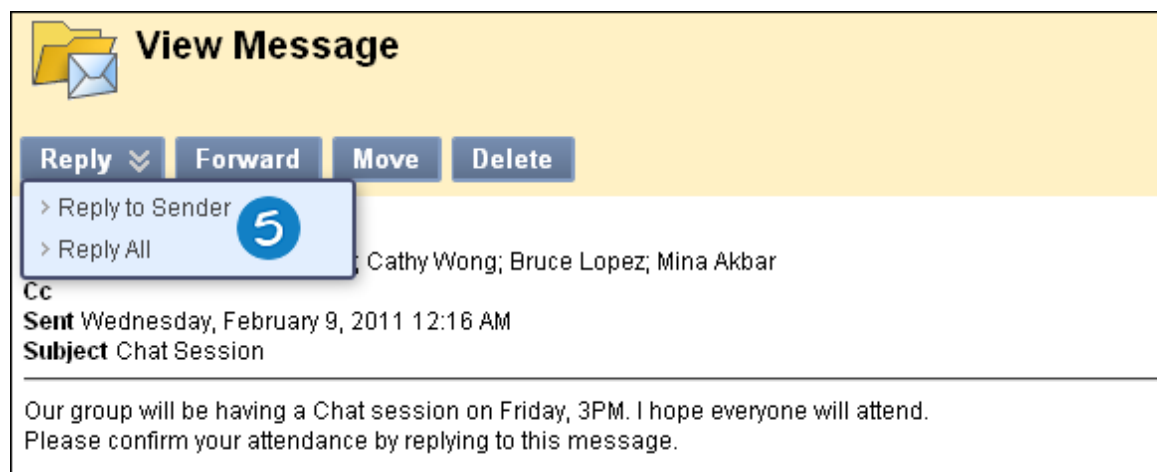 View Message
Reply Forward Move Delete
> Reply to Sender
5
> Reply All
; Cathy Wong; Bruce Lopez; Mina Akbar
Cc
Sent Wednesday, February 9, 2011 12:16 AM
Subject Chat Session
Our group will be having a Chat session on Friday, 3PM. I hope everyone will attend.
Please confirm your attendance by replying to this message.